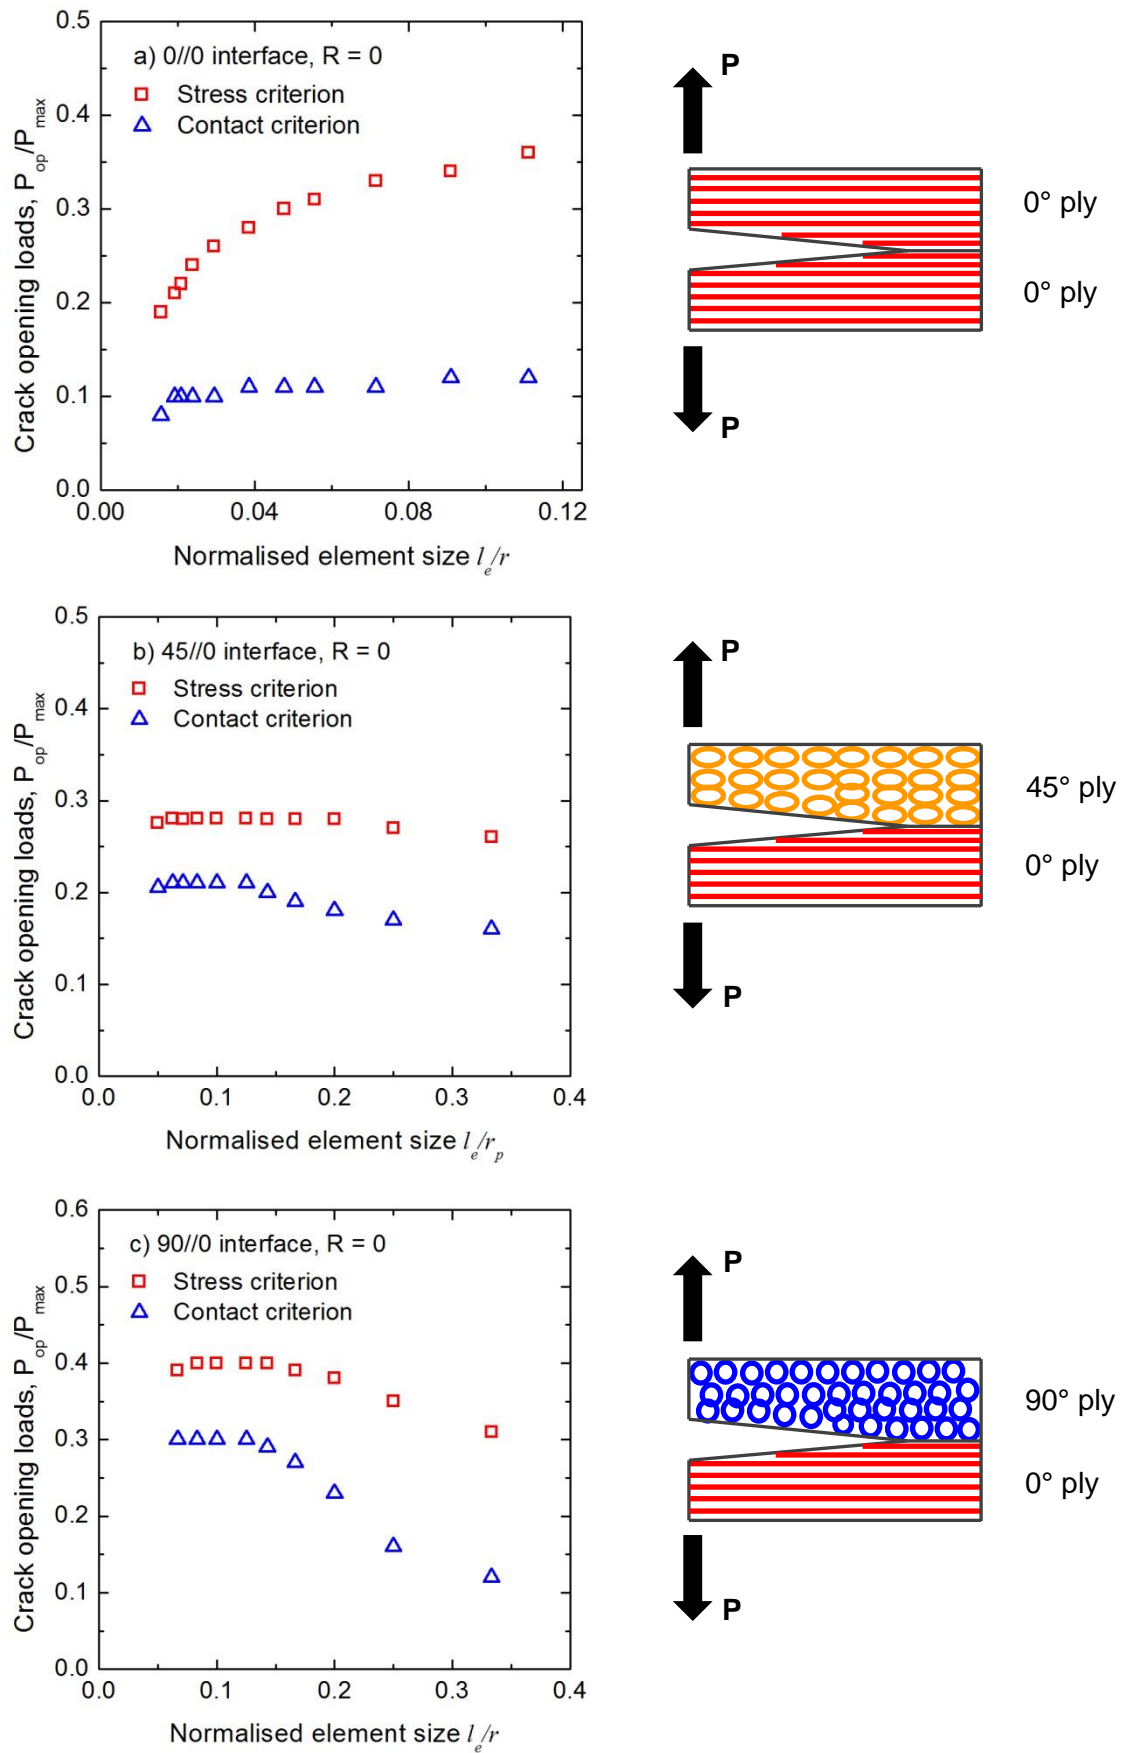 0.5
a) 0//0 interface, R = 0
Stress criterion
Contact criterion
0.4
0.3
0.2
0.1
0.0
0.00 0.04 0.08 0.12
Crack opening loads, Pop/Pmax
Normalised element size le/r
P
0° ply
0° ply
P
0.5
b) 45//0 interface, R = 0
Stress criterion
Contact criterion
0.4
0.3
0.2
0.1
0.0
0.0 0.1 0.2 0.3 0.4
Crack opening loads, Pop/Pmax
Normalised element size le/rp
P
45° ply
0° ply
P
0.6
c) 90//0 interface, R = 0
Stress criterion
Contact criterion
0.5
0.4
0.3
0.2
0.1
0.0
0.0 0.1 0.2 0.3 0.4
Crack opening loads, Pop/Pmax
Normalised element size le/r
P
90° ply
0° ply
P